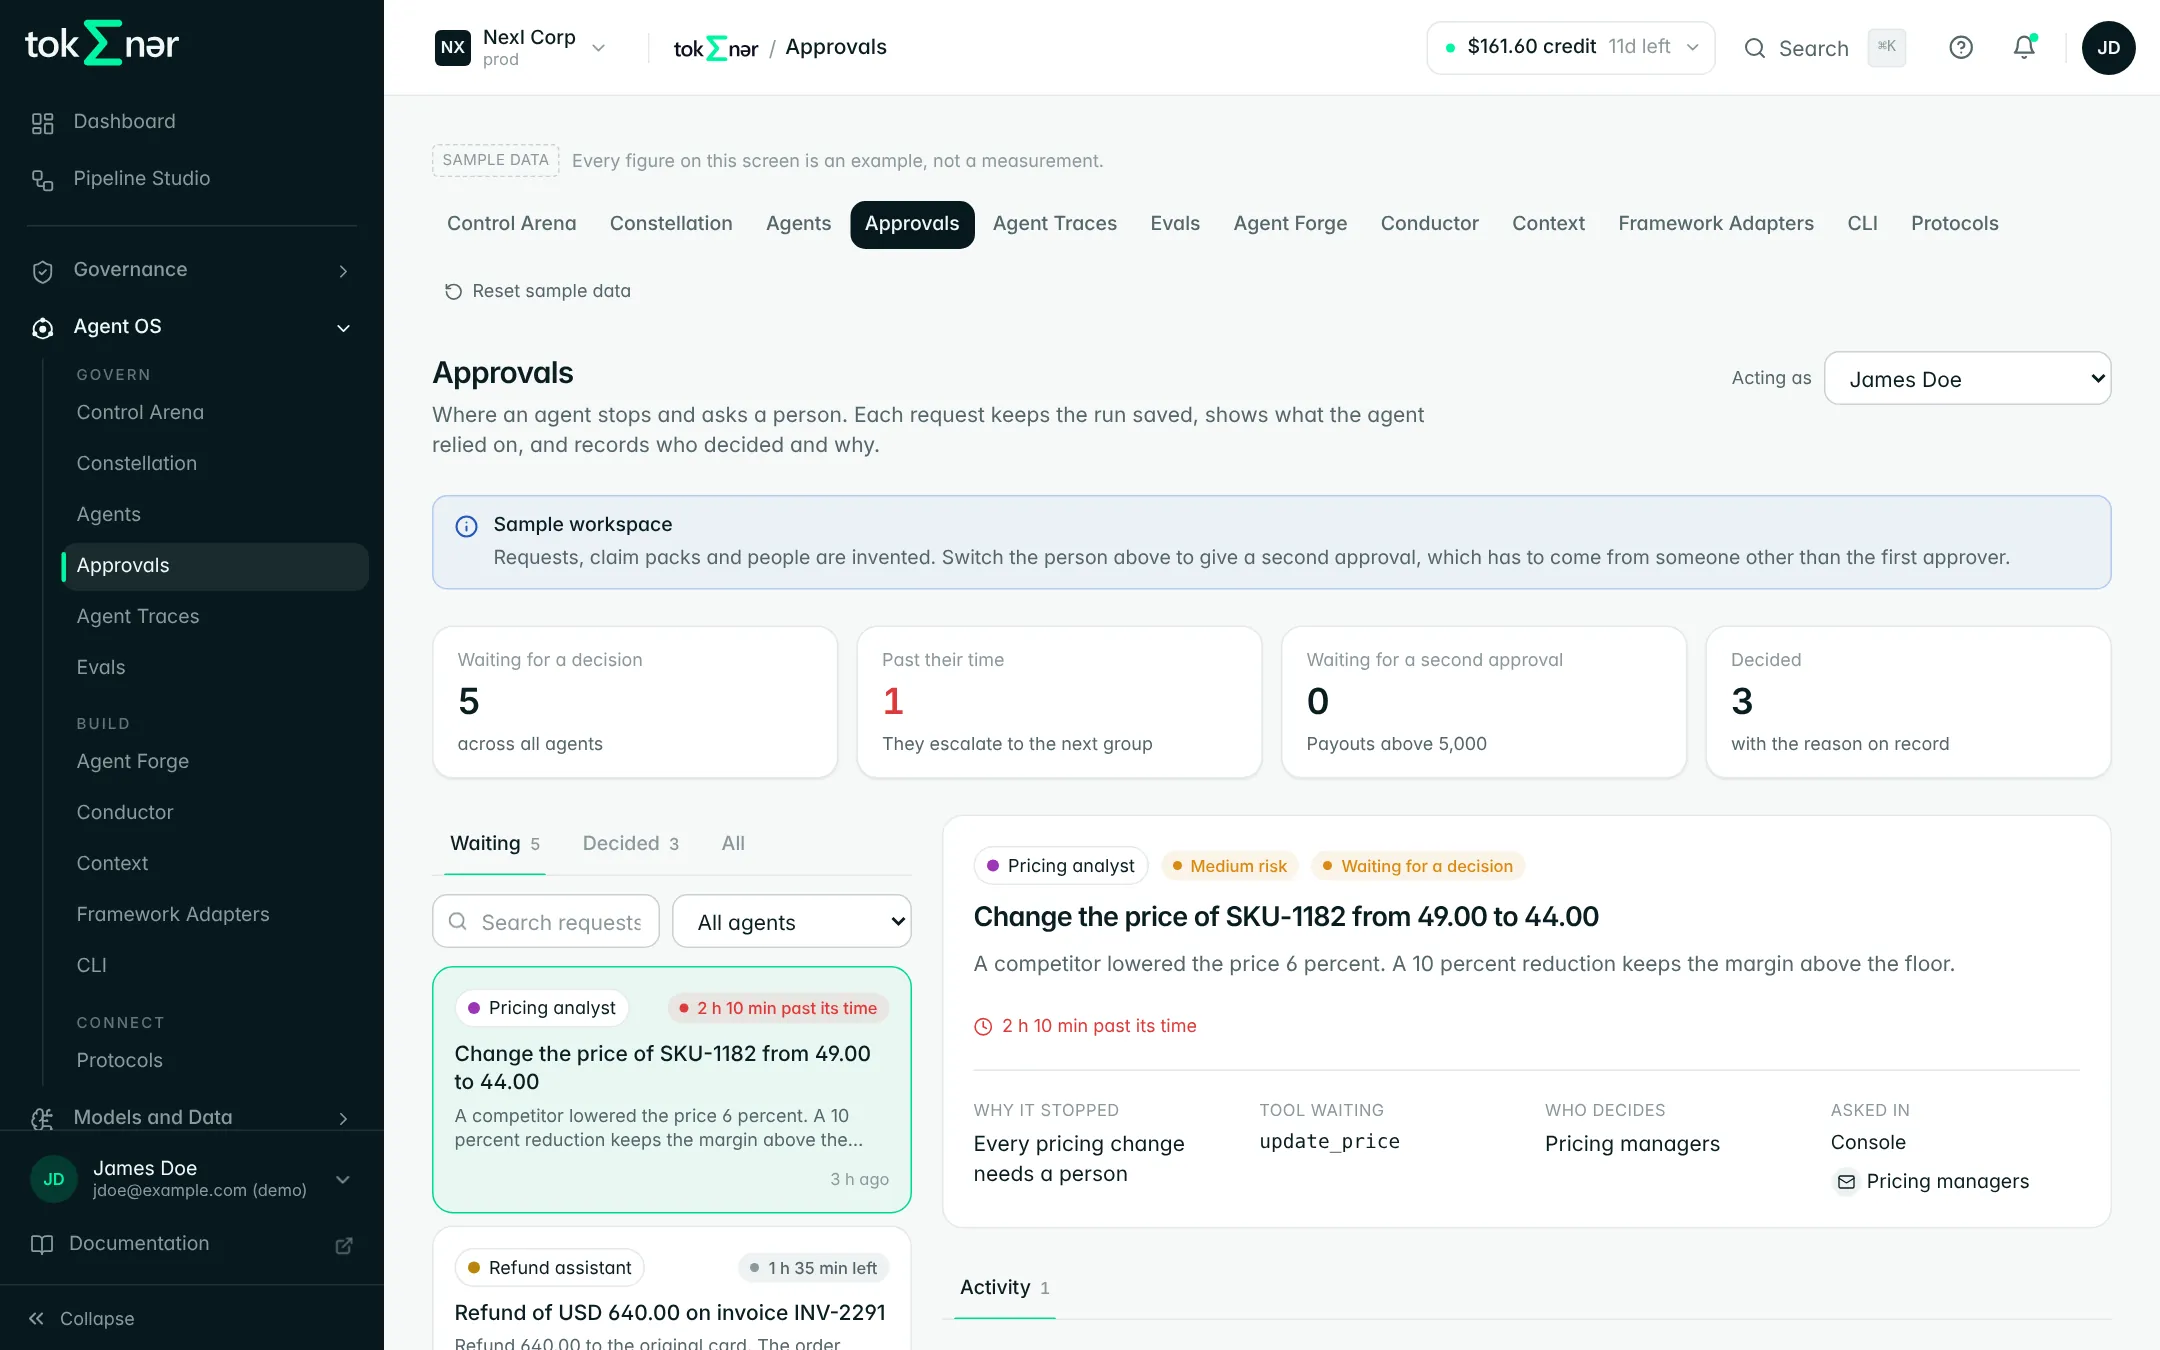 tokΣnər
Dashboard
Pipeline Studio
Governance
Agent OS
GOVERN
Control Arena
Constellation
Agents
Approvals
Agent Traces
Evals
BUILD
Agent Forge
Conductor
Context
Framework Adapters
CLI
CONNECT
Protocols
Models and Data
JD
James Doe
jdoe@example.com (demo)
Documentation
Collapse
NX
Nexl Corp
prod
tokΣnər / Approvals
$161.60 credit 11d left
Search ⌘K
JD
SAMPLE DATA Every figure on this screen is an example, not a measurement.
Control Arena Constellation Agents Approvals Agent Traces Evals Agent Forge Conductor Context Framework Adapters CLI Protocols
Reset sample data
Approvals
Where an agent stops and asks a person. Each request keeps the run saved, shows what the agent
relied on, and records who decided and why.
Acting as James Doe
Sample workspace
Requests, claim packs and people are invented. Switch the person above to give a second approval, which has to come from someone other than the first approver.
Waiting for a decision
5
across all agents
Past their time
1
They escalate to the next group
Waiting for a second approval
0
Payouts above 5,000
Decided
3
with the reason on record
Waiting 5 Decided 3 All
Search requests All agents
Pricing analyst 2 h 10 min past its time
Change the price of SKU-1182 from 49.00
to 44.00
A competitor lowered the price 6 percent. A 10
percent reduction keeps the margin above the...
3 h ago
Refund assistant 1 h 35 min left
Refund of USD 640.00 on invoice INV-2291
Refund 640.00 to the original card. The order
Pricing analyst Medium risk Waiting for a decision
Change the price of SKU-1182 from 49.00 to 44.00
A competitor lowered the price 6 percent. A 10 percent reduction keeps the margin above the floor.
2 h 10 min past its time
WHY IT STOPPED
Every pricing change
needs a person
TOOL WAITING
update_price
WHO DECIDES
Pricing managers
ASKED IN
Console
Pricing managers
Activity 1